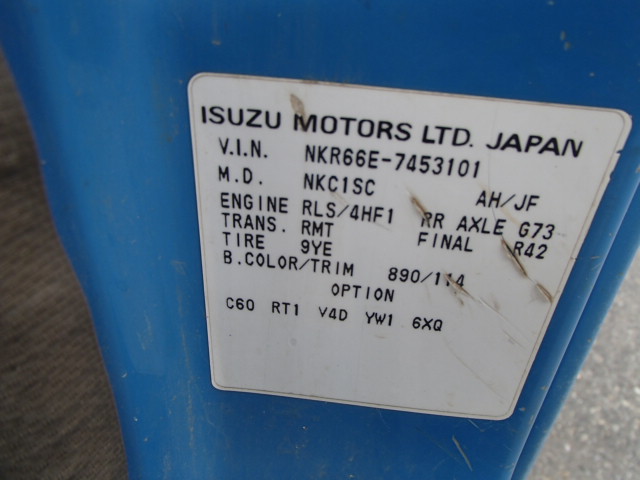 ISUZU MOTORS LTD. JAPAN
V.I.N. NKR66E-7453101
M.D. NKC1SC AH/JF
ENGINE RLS/4HF1 RR AXLE G73
TRANS. RMT FINAL R42
TIRE 9YE
B.COLOR/TRIM 890/114
OPTION
C60 RT1 V4D YW1 6XQ